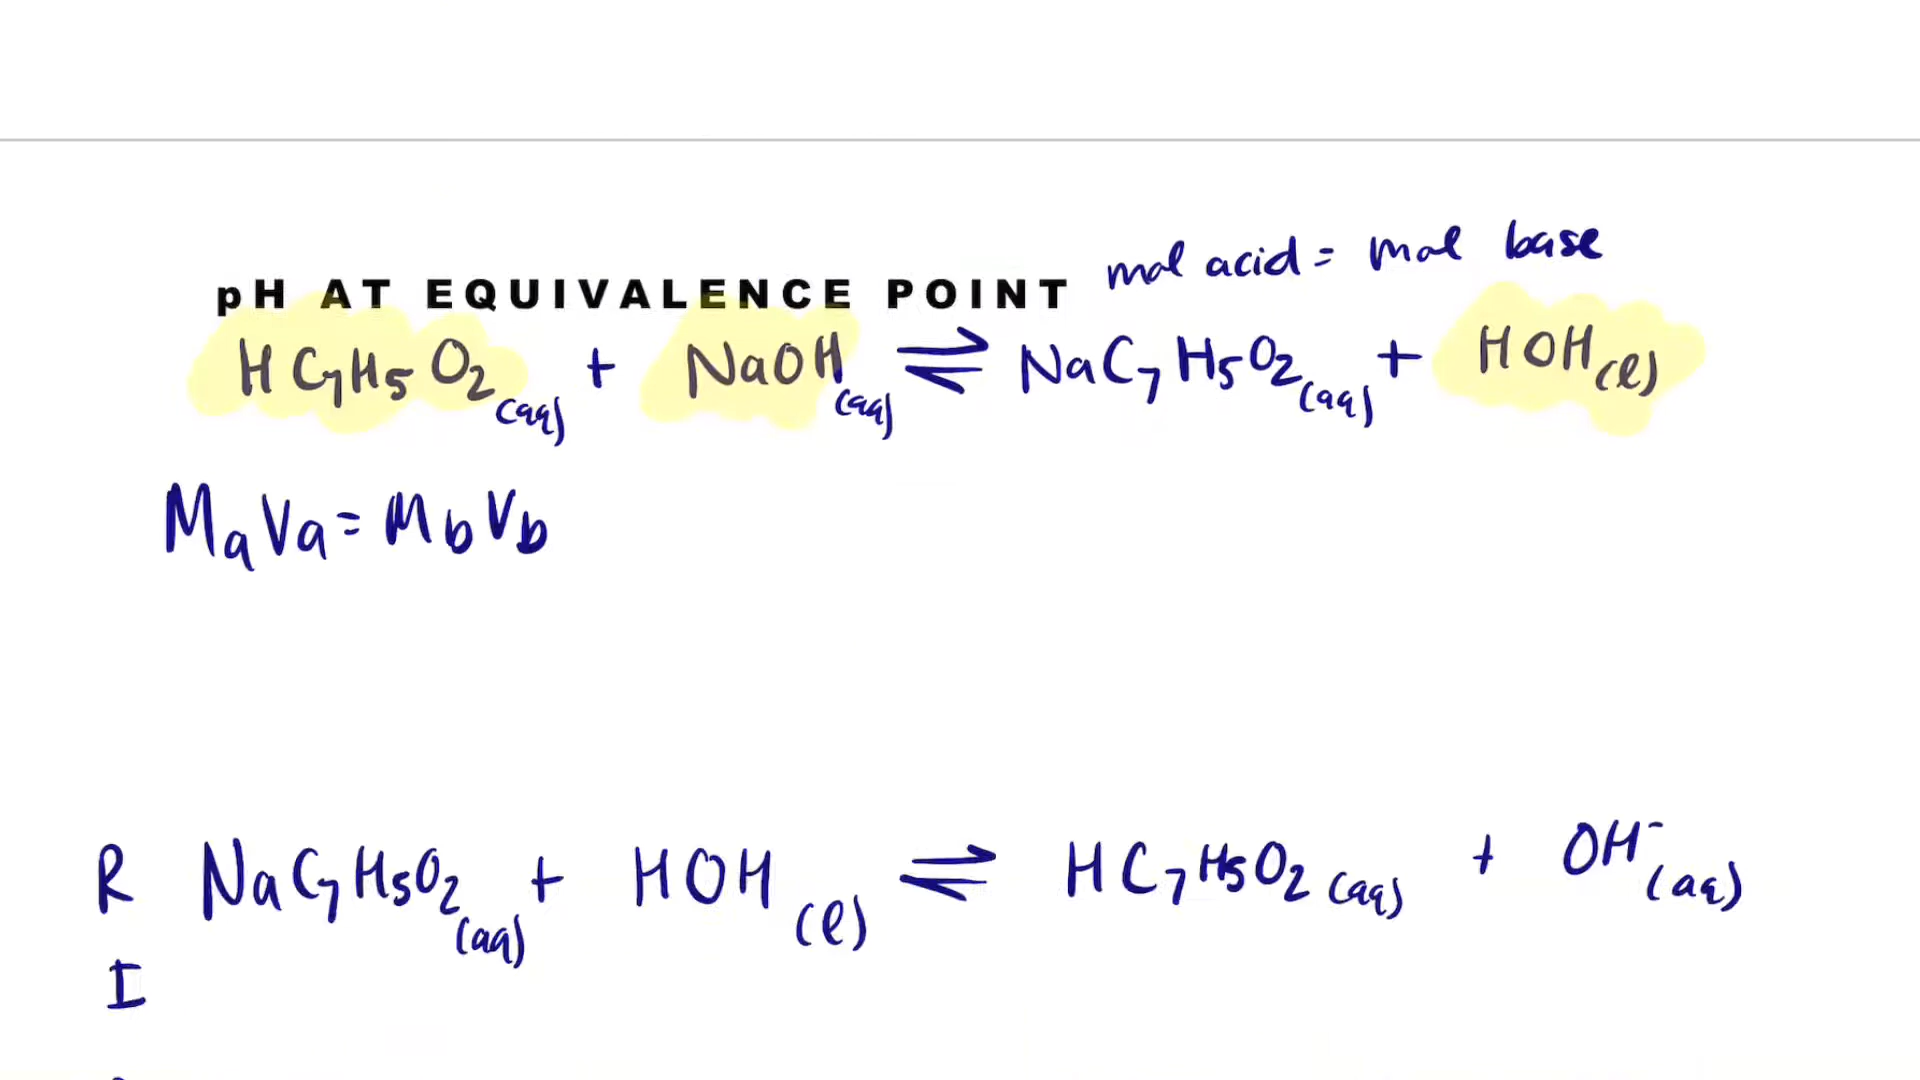 pH AT EQUIVALENCE POINT mol acid = mol base
HC₇H₅O₂(aq) + NaOH(aq) ⇌ NaC₇H₅O₂(aq) + HOH(l)
MaVa = MbVb
R NaC₇H₅O₂(aq) + HOH(l) ⇌ HC₇H₅O₂(aq) + OH⁻(aq)
I